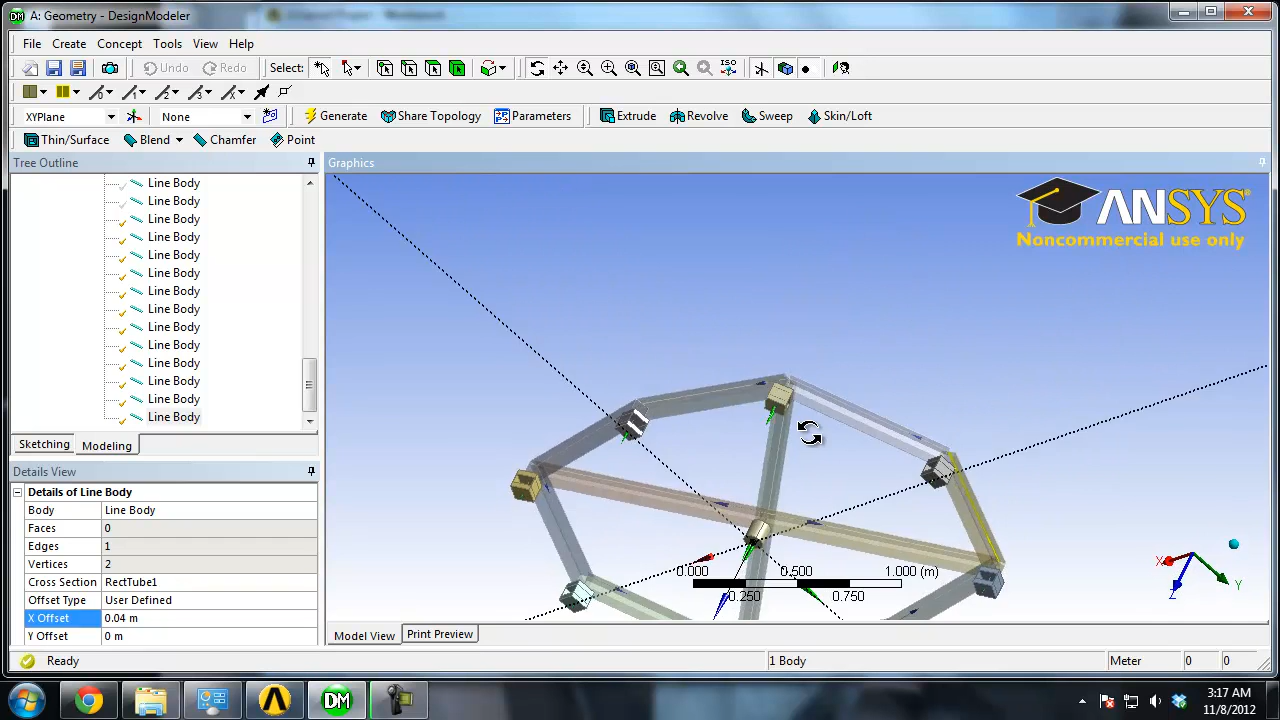 A: Geometry - DesignModeler
File Create Concept Tools View Help
Undo Redo Select:
XYPlane None Generate Share Topology Parameters Extrude Revolve Sweep Skin/Loft
Thin/Surface Blend Chamfer Point
Tree Outline
Graphics
Line Body
Line Body
Line Body
Line Body
Line Body
Line Body
Line Body
Line Body
Line Body
Line Body
Line Body
Line Body
Line Body
Line Body
Sketching Modeling
Details View
Details of Line Body
Body Line Body
Faces 0
Edges 1
Vertices 2
Cross Section RectTube1
Offset Type User Defined
X Offset 0.04 m
Y Offset 0 m
ANSYS
Noncommercial use only
0.000 0.500 1.000 (m)
0.250 0.750
X Y Z
Model View Print Preview
Ready 1 Body Meter 0 0
DM
3:17 AM
11/8/2012